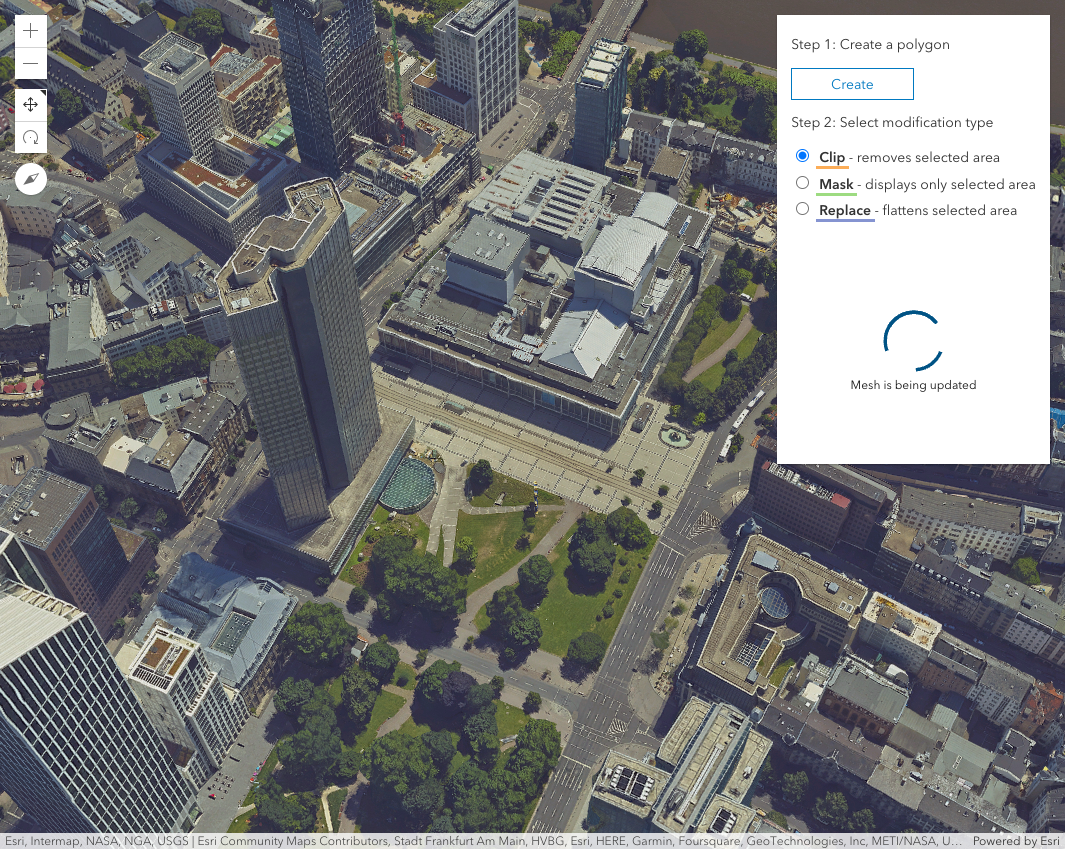 Step 1: Create a polygon
Create
Step 2: Select modification type
Clip - removes selected area
Mask - displays only selected area
Replace - flattens selected area
Mesh is being updated
Esri, Intermap, NASA, NGA, USGS | Esri Community Maps Contributors, Stadt Frankfurt Am Main, HVBG, Esri, HERE, Garmin, Foursquare, GeoTechnologies, Inc, METI/NASA, U... Powered by Esri